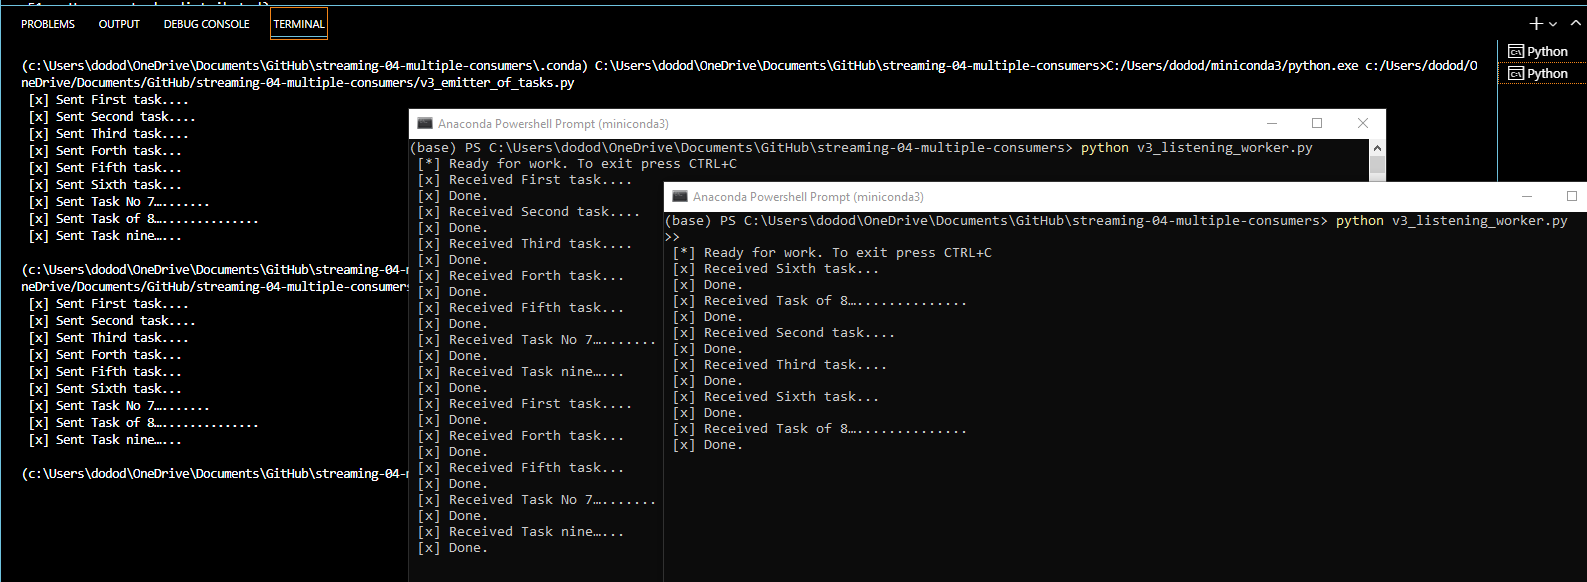 PROBLEMS OUTPUT DEBUG CONSOLE TERMINAL
Python
Python
(c:\Users\dodod\OneDrive\Documents\GitHub\streaming-04-multiple-consumers\.conda) C:\Users\dodod\OneDrive\Documents\GitHub\streaming-04-multiple-consumers>C:/Users/dodod/miniconda3/python.exe c:/Users/dodod/O
neDrive/Documents/GitHub/streaming-04-multiple-consumers/v3_emitter_of_tasks.py
[x] Sent First task....
[x] Sent Second task....
[x] Sent Third task....
[x] Sent Forth task...
[x] Sent Fifth task...
[x] Sent Sixth task...
[x] Sent Task No 7….......
[x] Sent Task of 8…..............
[x] Sent Task nine…...
(c:\Users\dodod\OneDrive\Documents\GitHub\streaming-04-
neDrive/Documents/GitHub/streaming-04-multiple-consumers
[x] Sent First task....
[x] Sent Second task....
[x] Sent Third task....
[x] Sent Forth task...
[x] Sent Fifth task...
[x] Sent Sixth task...
[x] Sent Task No 7….......
[x] Sent Task of 8…..............
[x] Sent Task nine…...
(c:\Users\dodod\OneDrive\Documents\GitHub\streaming-04-
Anaconda Powershell Prompt (miniconda3)
(base) PS C:\Users\dodod\OneDrive\Documents\GitHub\streaming-04-multiple-consumers> python v3_listening_worker.py
[*] Ready for work. To exit press CTRL+C
[x] Received First task....
[x] Done.
[x] Received Second task....
[x] Done.
[x] Received Third task....
[x] Done.
[x] Received Forth task...
[x] Done.
[x] Received Fifth task...
[x] Done.
[x] Received Task No 7….......
[x] Done.
[x] Received Task nine…...
[x] Done.
[x] Received First task....
[x] Done.
[x] Received Forth task...
[x] Done.
[x] Received Fifth task...
[x] Done.
[x] Received Task No 7….......
[x] Done.
[x] Received Task nine…...
[x] Done.
Anaconda Powershell Prompt (miniconda3)
(base) PS C:\Users\dodod\OneDrive\Documents\GitHub\streaming-04-multiple-consumers> python v3_listening_worker.py
>>
[*] Ready for work. To exit press CTRL+C
[x] Received Sixth task...
[x] Done.
[x] Received Task of 8…..............
[x] Done.
[x] Received Second task....
[x] Done.
[x] Received Third task....
[x] Done.
[x] Received Sixth task...
[x] Done.
[x] Received Task of 8…..............
[x] Done.